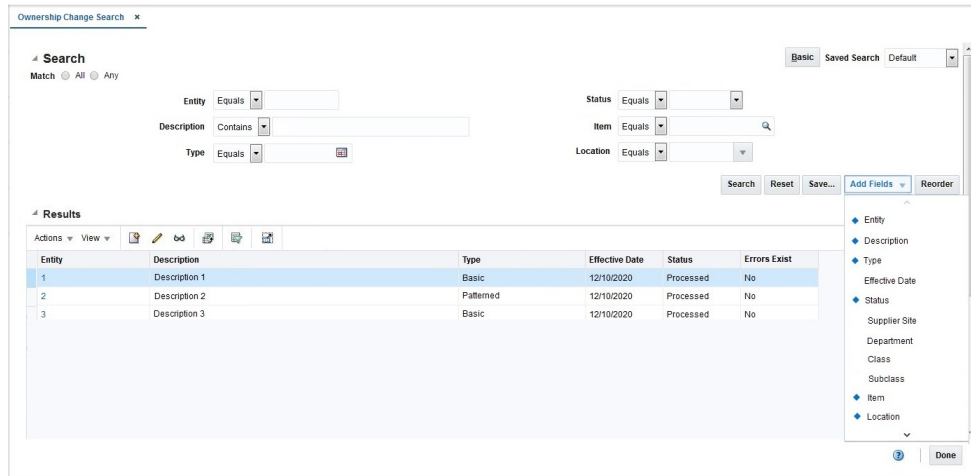 Ownership Change Search ×
Search
Basic Saved Search Default
Match All Any
Entity Equals Status Equals
Description Contains Item Equals
Type Equals Location Equals
Search Reset Save... Add Fields Reorder
Results
Actions View
Entity Description Type Effective Date Status Errors Exist
1 Description 1 Basic 12/10/2020 Processed No
2 Description 2 Patterned 12/10/2020 Processed No
3 Description 3 Basic 12/10/2020 Processed No
Entity
Description
Type
Effective Date
Status
Supplier Site
Department
Class
Subclass
Item
Location
? Done